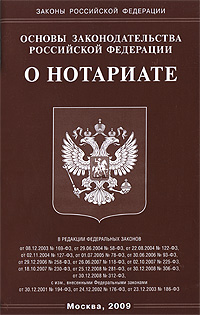 ЗАКОНЫ РОССИЙСКОЙ ФЕДЕРАЦИИ
ОСНОВЫ ЗАКОНОДАТЕЛЬСТВА
РОССИЙСКОЙ ФЕДЕРАЦИИ
О НОТАРИАТЕ
В РЕДАКЦИИ ФЕДЕРАЛЬНЫХ ЗАКОНОВ
от 08.12.2003 № 169-ФЗ, от 29.06.2004 № 58-ФЗ, от 22.08.2004 № 122-ФЗ,
от 02.11.2004 № 127-ФЗ, от 01.07.2005 № 78-ФЗ, от 30.06.2006 № 93-ФЗ,
от 29.12.2006 № 258-ФЗ, от 26.06.2007 № 118-ФЗ, от 02.10.2007 № 225-ФЗ,
от 18.10.2007 № 230-ФЗ, от 25.12.2008 № 281-ФЗ, от 30.12.2008 № 306-ФЗ,
от 30.12.2008 № 312-ФЗ,
с изм., внесенными Федеральными законами
от 30.12.2001 № 194-ФЗ, от 24.12.2002 № 176-ФЗ, от 23.12.2003 № 186-ФЗ
Москва, 2009